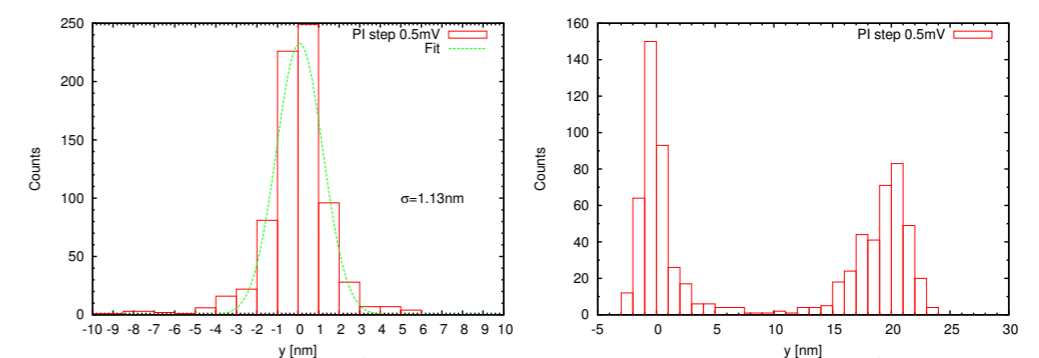 250
200
150
100
50
0
Counts
-10 -9 -8 -7 -6 -5 -4 -3 -2 -1 0 1 2 3 4 5 6 7 8 9 10
y [nm]
PI step 0.5mV
Fit
σ=1.13nm
160
140
120
100
80
60
40
20
0
Counts
-5 0 5 10 15 20 25 30
y [nm]
PI step 0.5mV